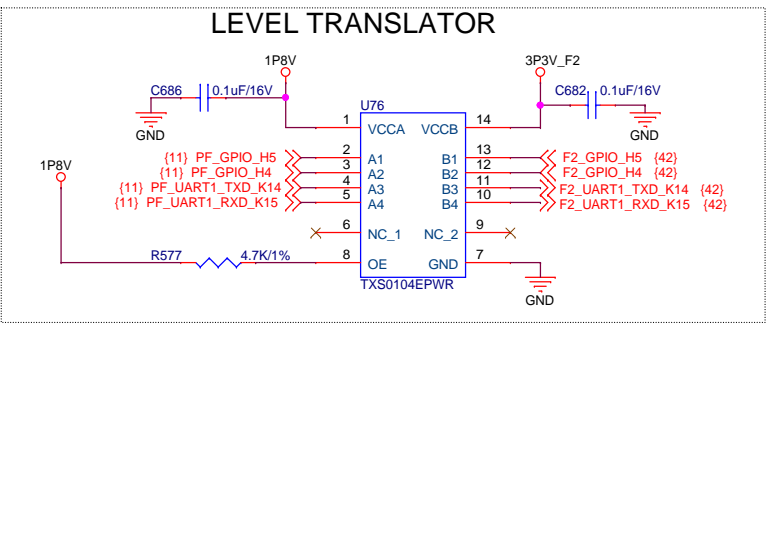 LEVEL TRANSLATOR
1P8V 3P3V_F2
C686 0.1uF/16V C682 0.1uF/16V
U76
GND GND
1 VCCA VCCB 14
1P8V
{11} PF_GPIO_H5 2 A1 B1 13 F2_GPIO_H5 {42}
{11} PF_GPIO_H4 3 A2 B2 12 F2_GPIO_H4 {42}
{11} PF_UART1_TXD_K14 4 A3 B3 11 F2_UART1_TXD_K14 {42}
{11} PF_UART1_RXD_K15 5 A4 B4 10 F2_UART1_RXD_K15 {42}
6 NC_1 NC_2 9
R577 4.7K/1% 8 OE GND 7
TXS0104EPWR
GND